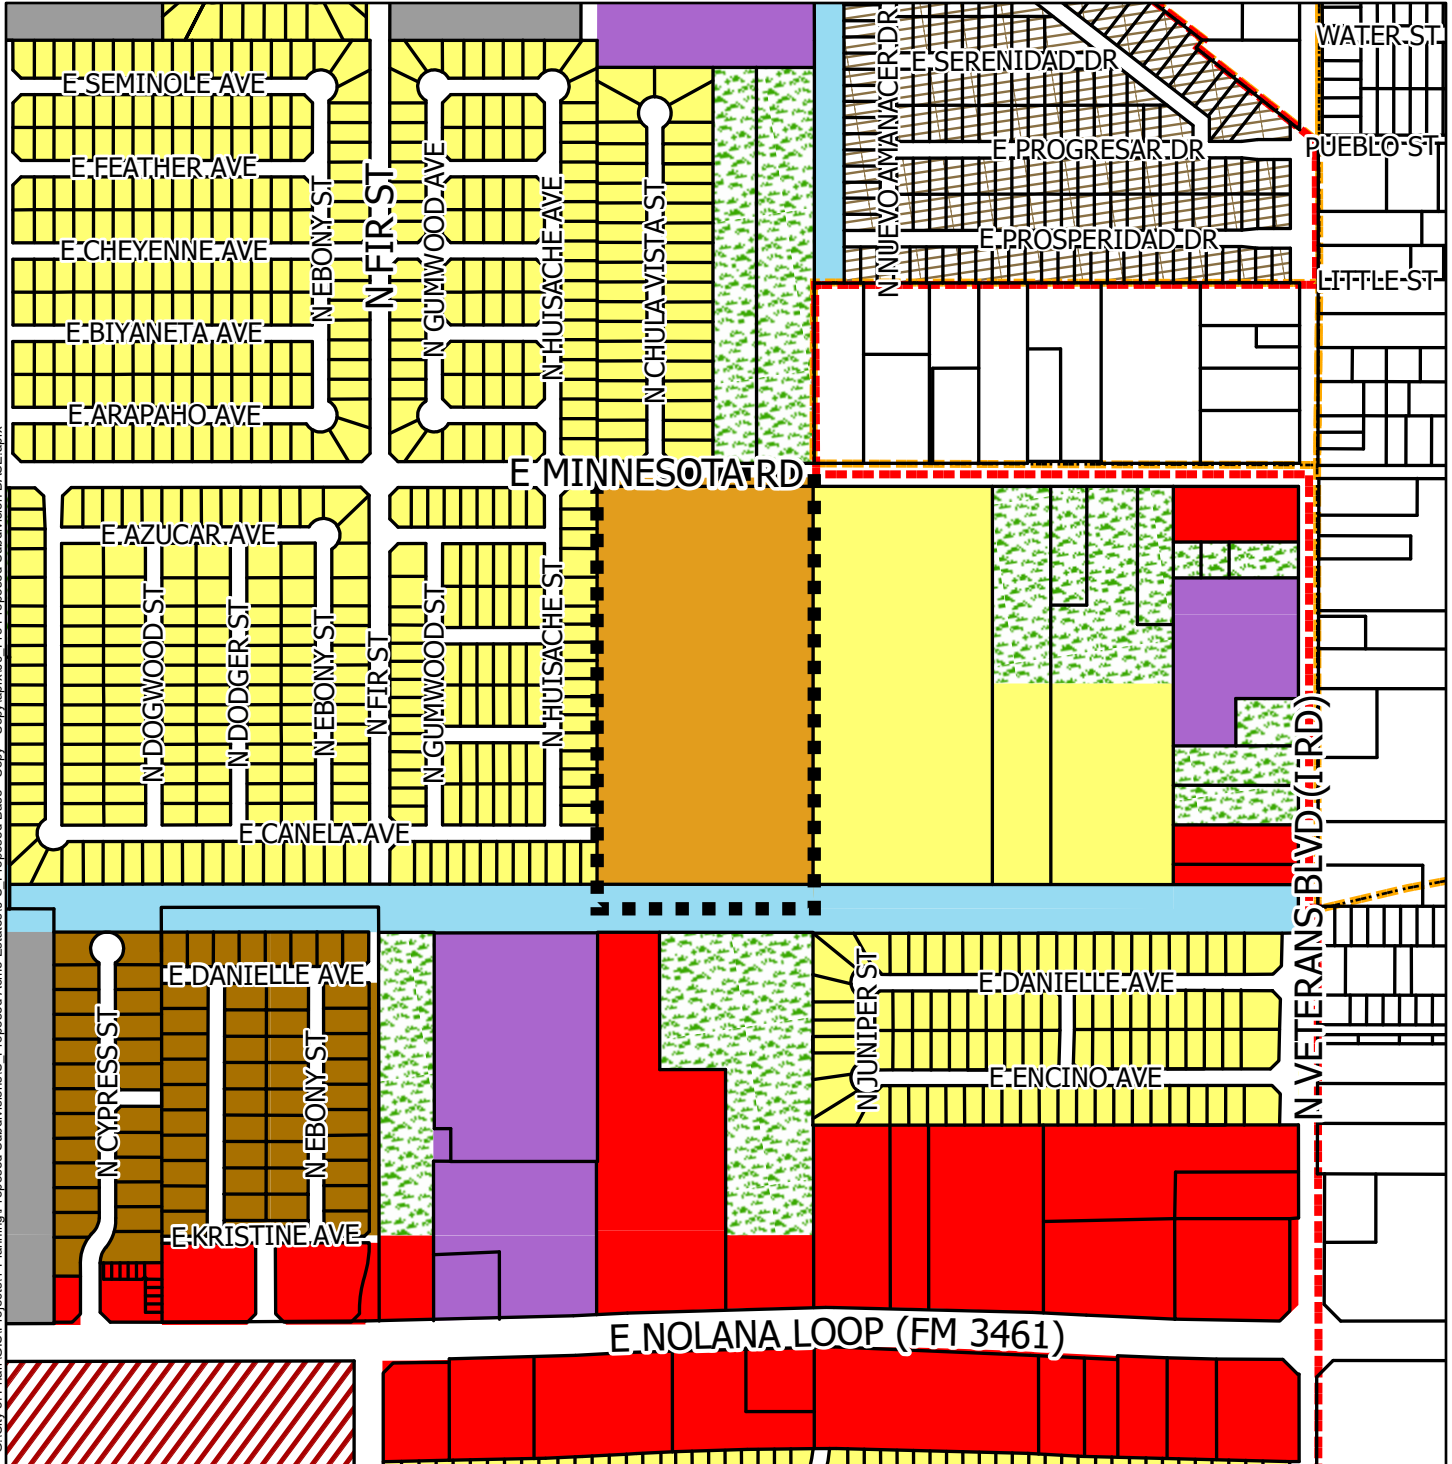 WATER ST
E SERENIDAD DR
E SEMINOLE AVE
N NUEVO AMANACER DR
E PROGRESAR DR
PUEBLO ST
E FEATHER AVE
N EBONY ST
N FIR ST
N GUMWOOD AVE
N HUISACHE AVE
N CHULA VISTA ST
E PROSPERIDAD DR
E CHEYENNE AVE
LITTLE ST
E BIYANETA AVE
E ARAPAHO AVE
E MINNESOTA RD
E AZUCAR AVE
N DOGWOOD ST
N DODGER ST
N EBONY ST
N FIR ST
N GUMWOOD ST
N HUISACHE ST
E CANELA AVE
N VETERANS BLVD (I RD)
E DANIELLE AVE
N JUNIPER ST
E DANIELLE AVE
N CYPRESS ST
N EBONY ST
E ENCINO AVE
E KRISTINE AVE
E NOLANA LOOP (FM 3461)